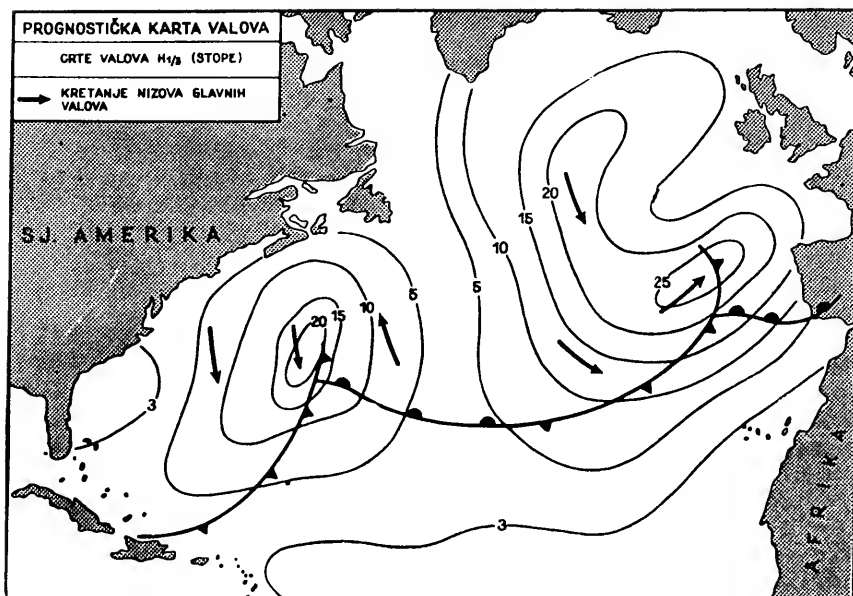 PROGNOSTIČKA KARTA VALOVA
CRTE VALOVA H1/3 (STOPE)
KRETANJE NIZOVA GLAVNIH
VALOVA
SJ. AMERIKA
AFRIKA
20
15
10
5
5
10
15
20
25
3
3